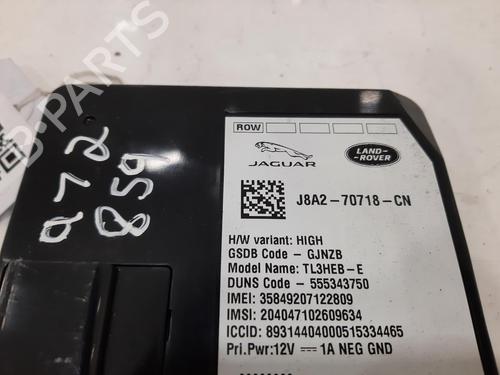 B-PARTS
972
859
ROW
JAGUAR
LAND-
ROVER
J8A2-70718-CN
H/W variant: HIGH
GSDB Code - GJNZB
Model Name: TL3HEB-E
DUNS Code - 555343750
IMEI: 35849207122809
IMSI: 204047102609634
ICCID: 89314404000515334465
Pri.Pwr:12V ⎓ 1A NEG GND